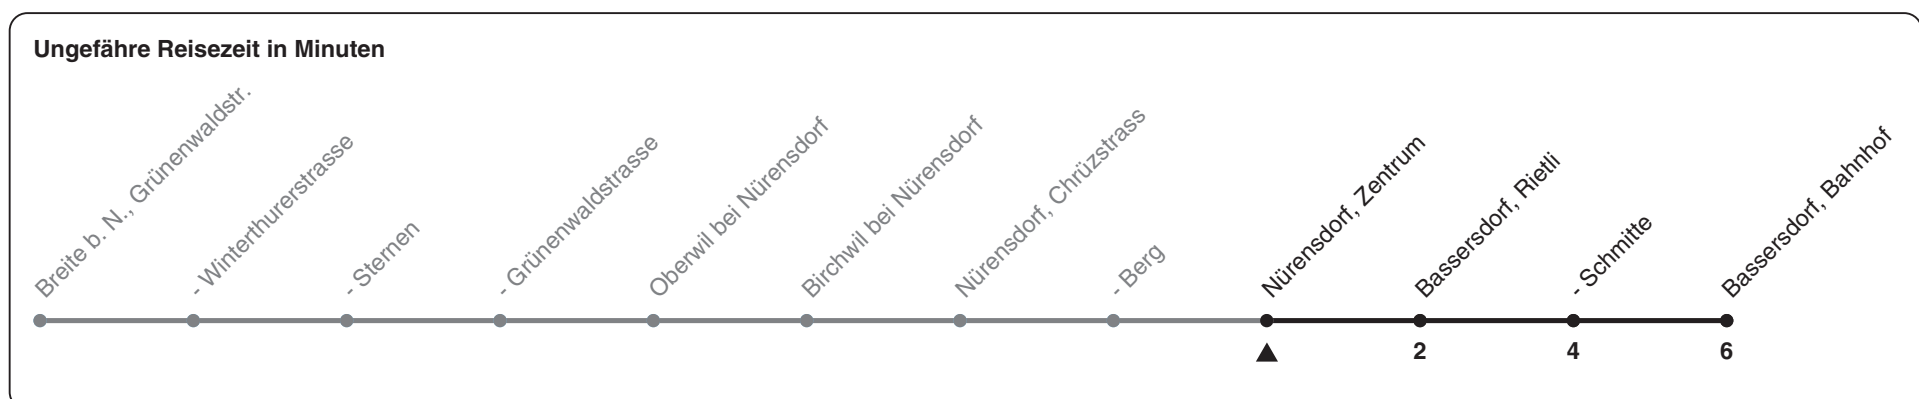 Ungefähre Reisezeit in Minuten
Breite b. N., Grünenwaldstr.
- Winterthurerstrasse
- Sternen
- Grünenwaldstrasse
Oberwil bei Nürensdorf
Birchwil bei Nürensdorf
Nürensdorf, Chrüzstrass
- Berg
Nürensdorf, Zentrum
Bassersdorf, Rietli
- Schmitte
Bassersdorf, Bahnhof
2 4 6